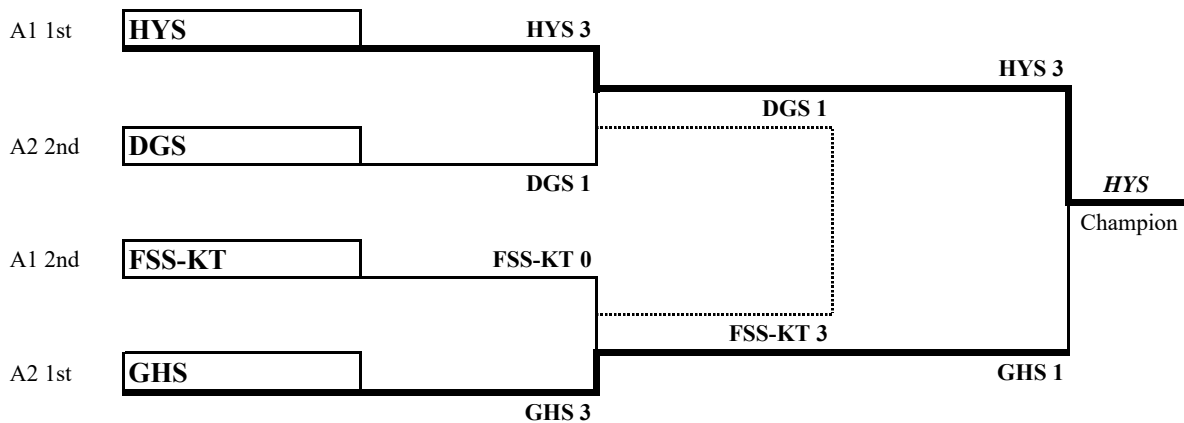 A1 1st HYS HYS 3
HYS 3
DGS 1
A2 2nd DGS
DGS 1
HYS
Champion
A1 2nd FSS-KT FSS-KT 0
FSS-KT 3
A2 1st GHS GHS 1
GHS 3